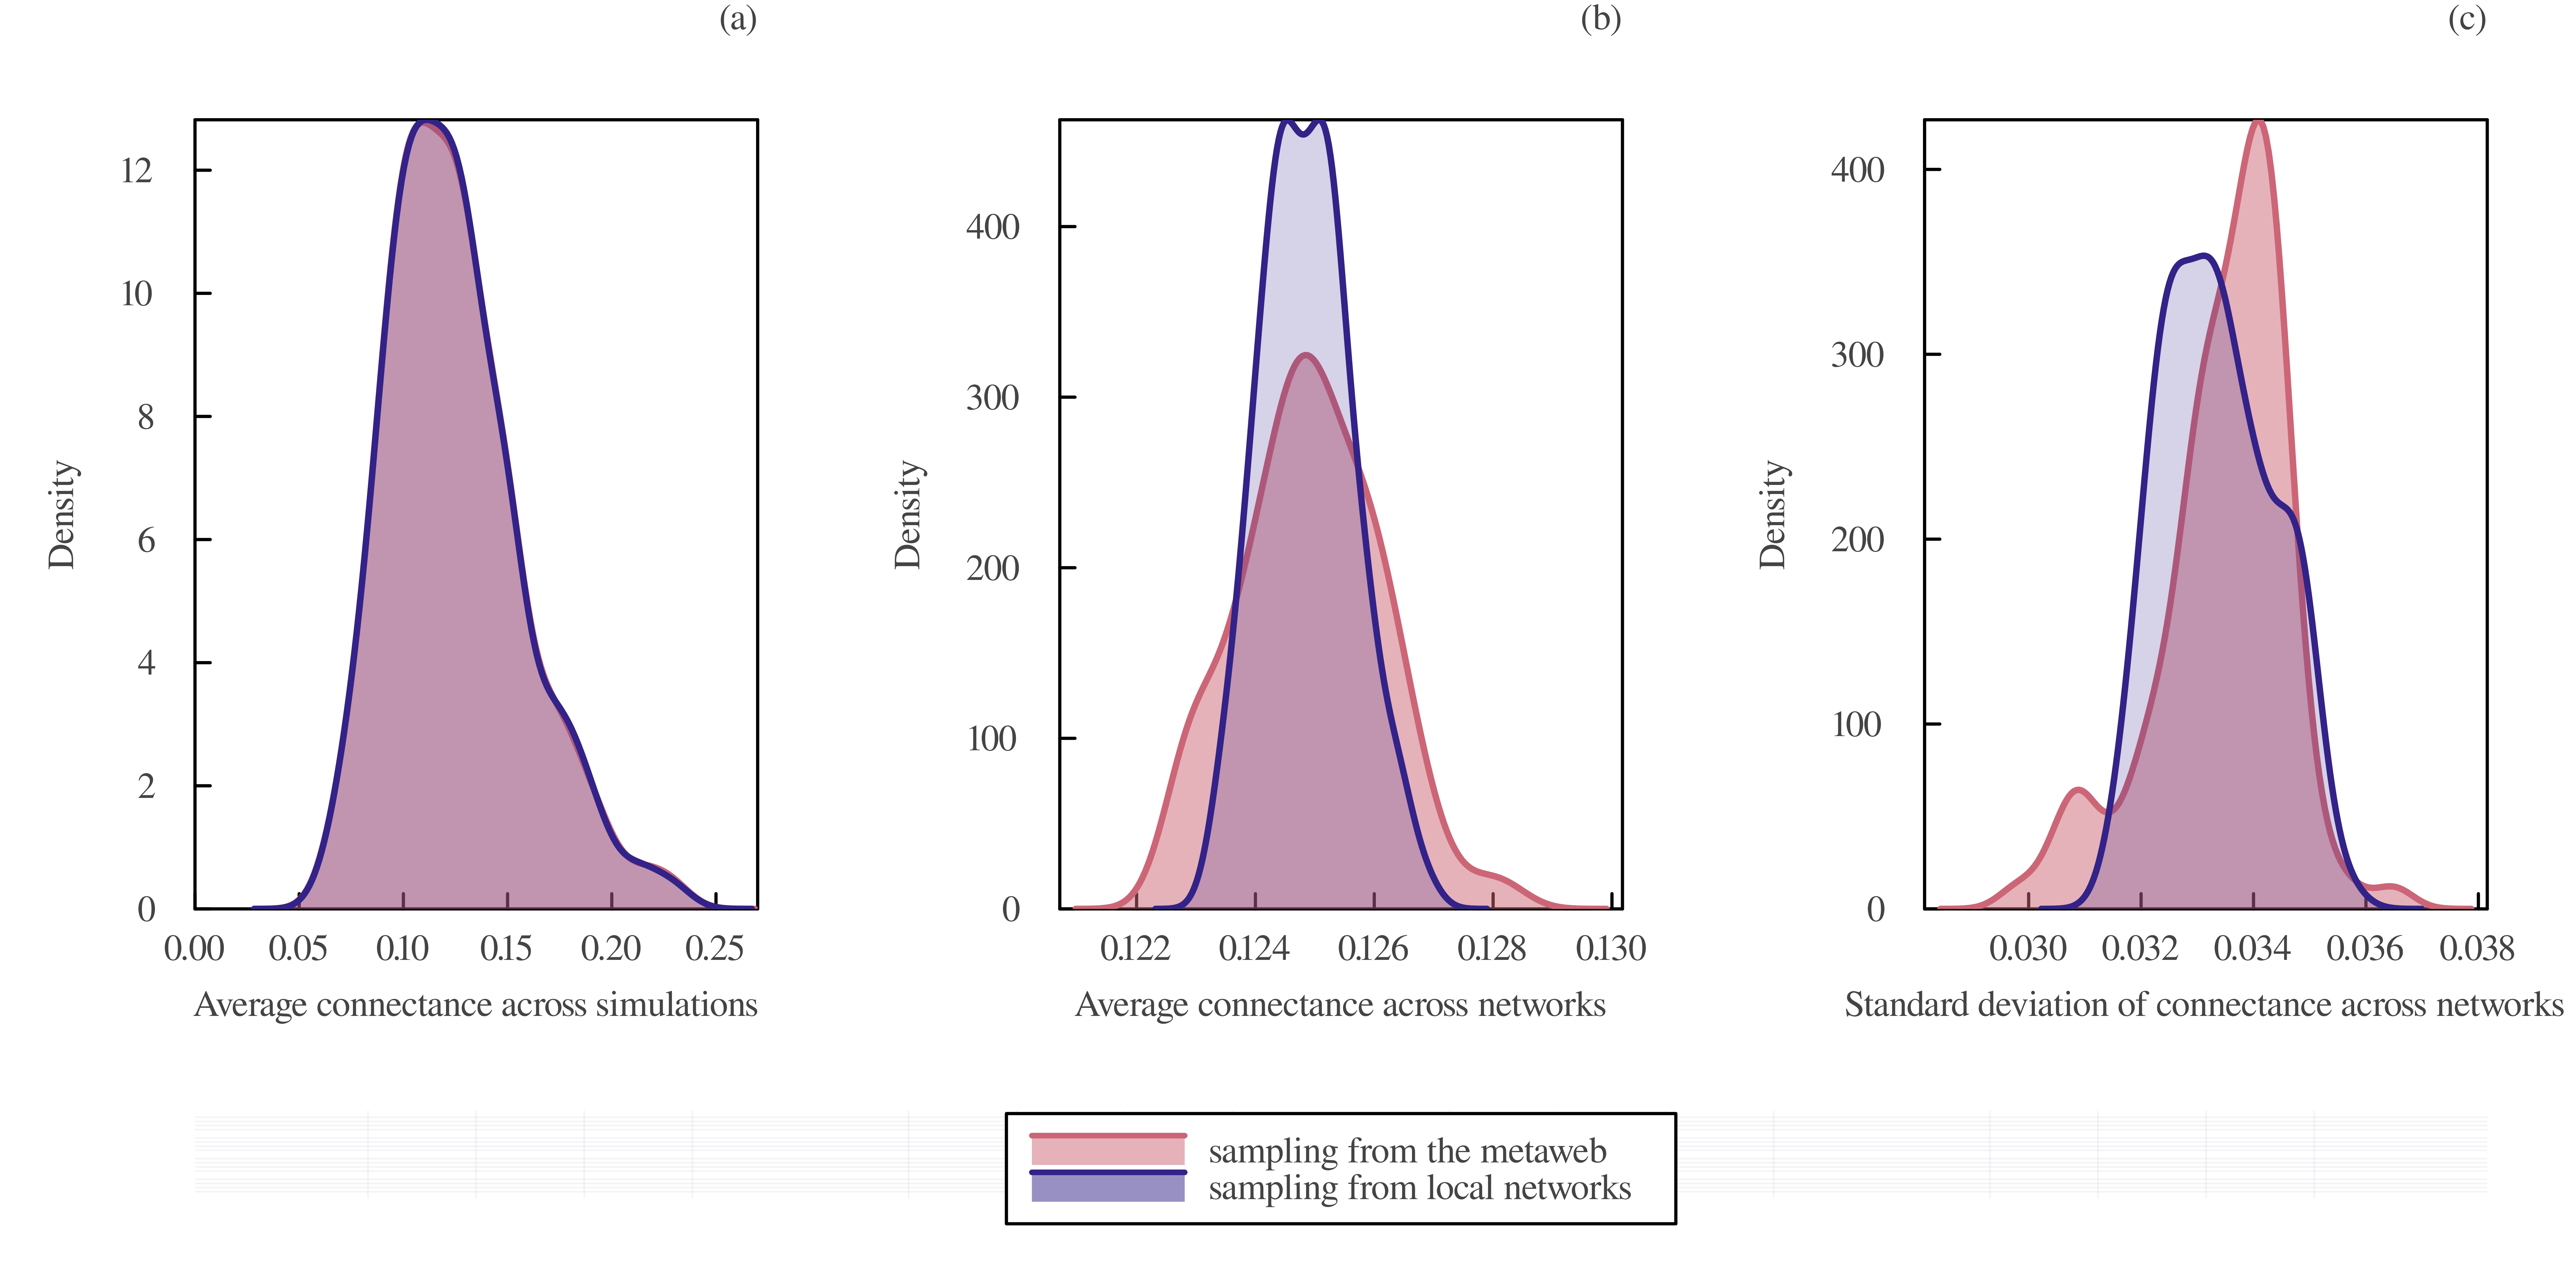 (a)
(b)
(c)
12
10
8
6
4
2
0
Density
0.00 0.05 0.10 0.15 0.20 0.25
Average connectance across simulations
400
300
200
100
0
Density
0.122 0.124 0.126 0.128 0.130
Average connectance across networks
400
300
200
100
0
Density
0.030 0.032 0.034 0.036 0.038
Standard deviation of connectance across networks
sampling from the metaweb
sampling from local networks